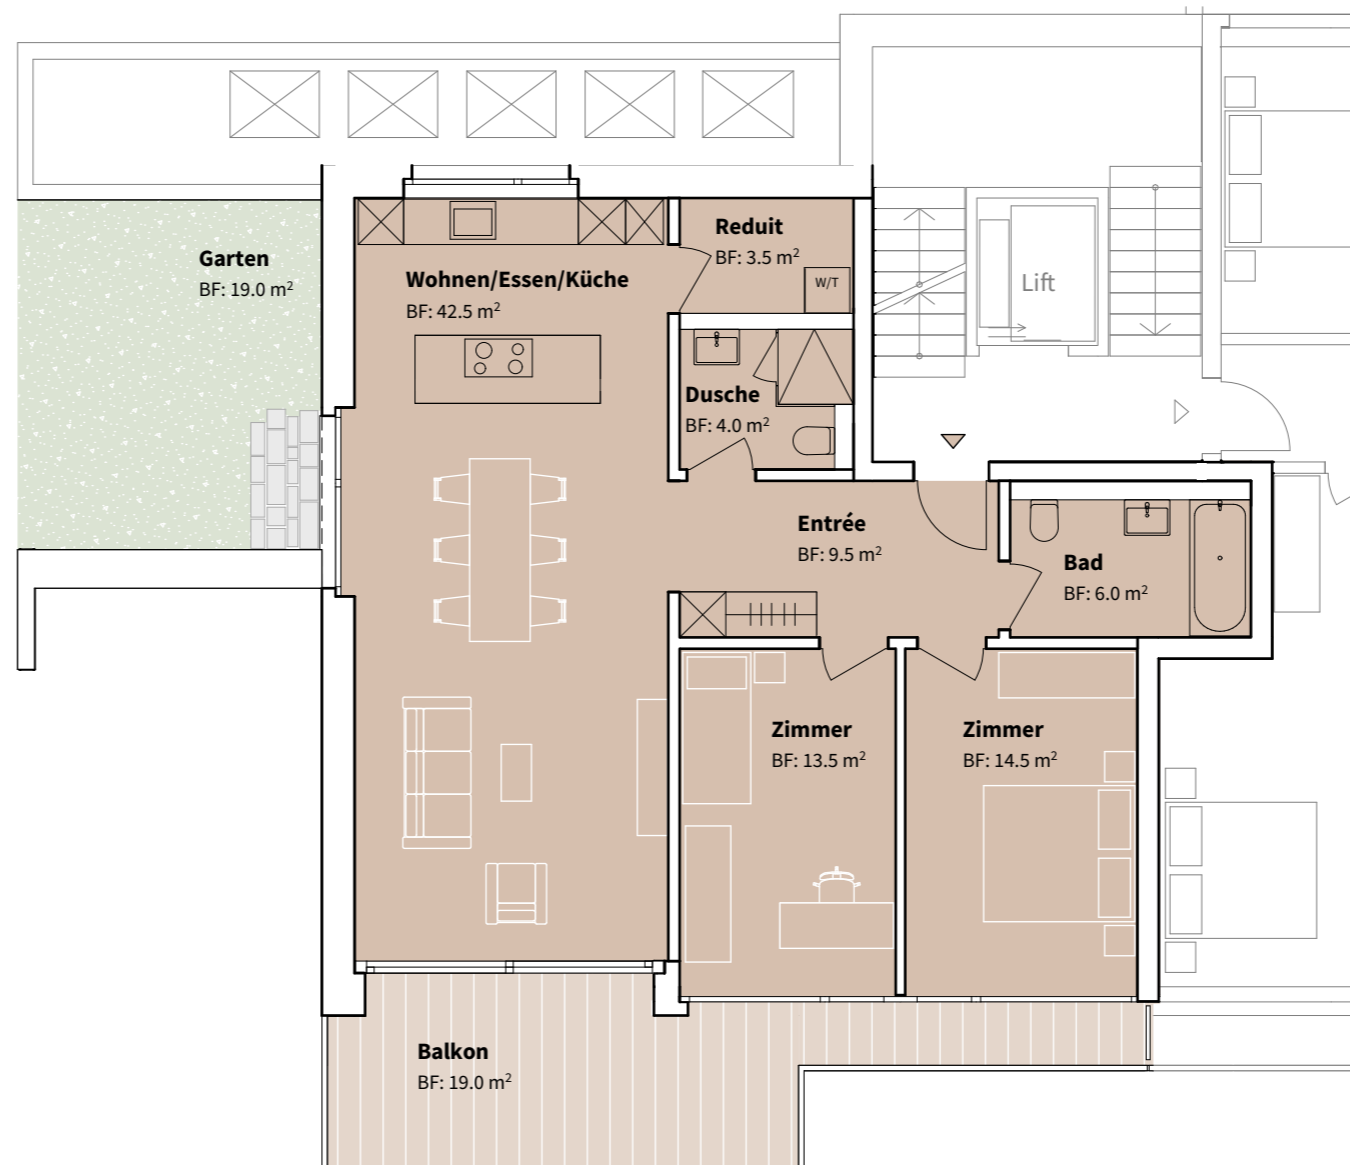 Garten
BF: 19.0 m²
Wohnen/Essen/Küche
BF: 42.5 m²
Reduit
BF: 3.5 m²
W/T
Lift
Dusche
BF: 4.0 m²
Entrée
BF: 9.5 m²
Bad
BF: 6.0 m²
Zimmer
BF: 13.5 m²
Zimmer
BF: 14.5 m²
Balkon
BF: 19.0 m²